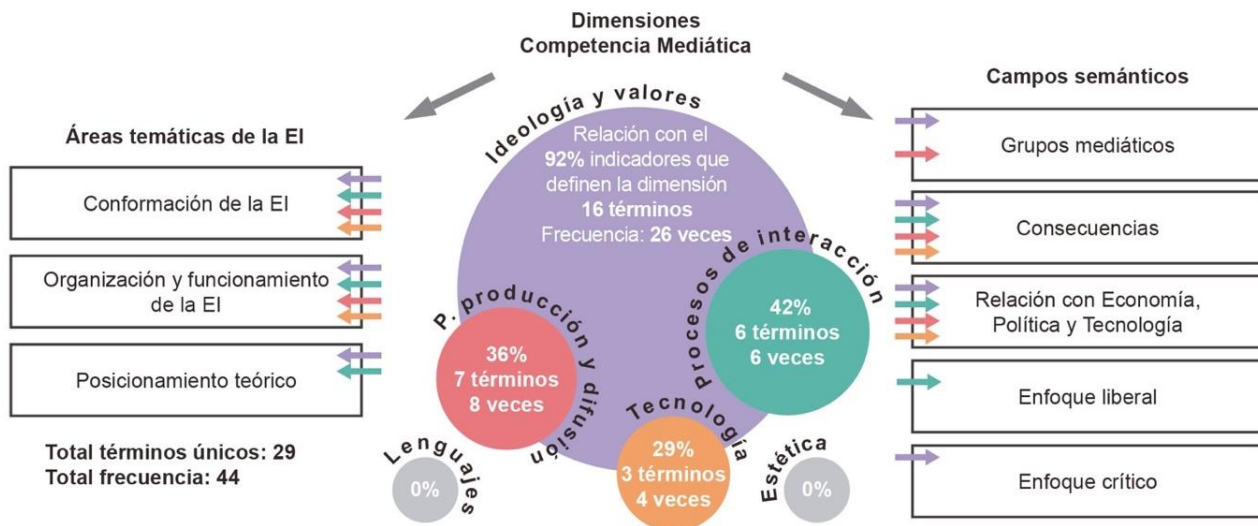 Dimensiones
Competencia Mediática
Áreas temáticas de la EI
Conformación de la EI
Organización y funcionamiento
de la EI
Posicionamiento teórico
Total términos únicos: 29
Total frecuencia: 44
Ideología y valores
Relación con el
92% indicadores que
definen la dimensión
16 términos
Frecuencia: 26 veces
P. producción y difusión
36%
7 términos
8 veces
Procesos de interacción
42%
6 términos
6 veces
Tecnología
29%
3 términos
4 veces
Lenguajes
0%
Estética
0%
Campos semánticos
Grupos mediáticos
Consecuencias
Relación con Economía,
Política y Tecnología
Enfoque liberal
Enfoque crítico